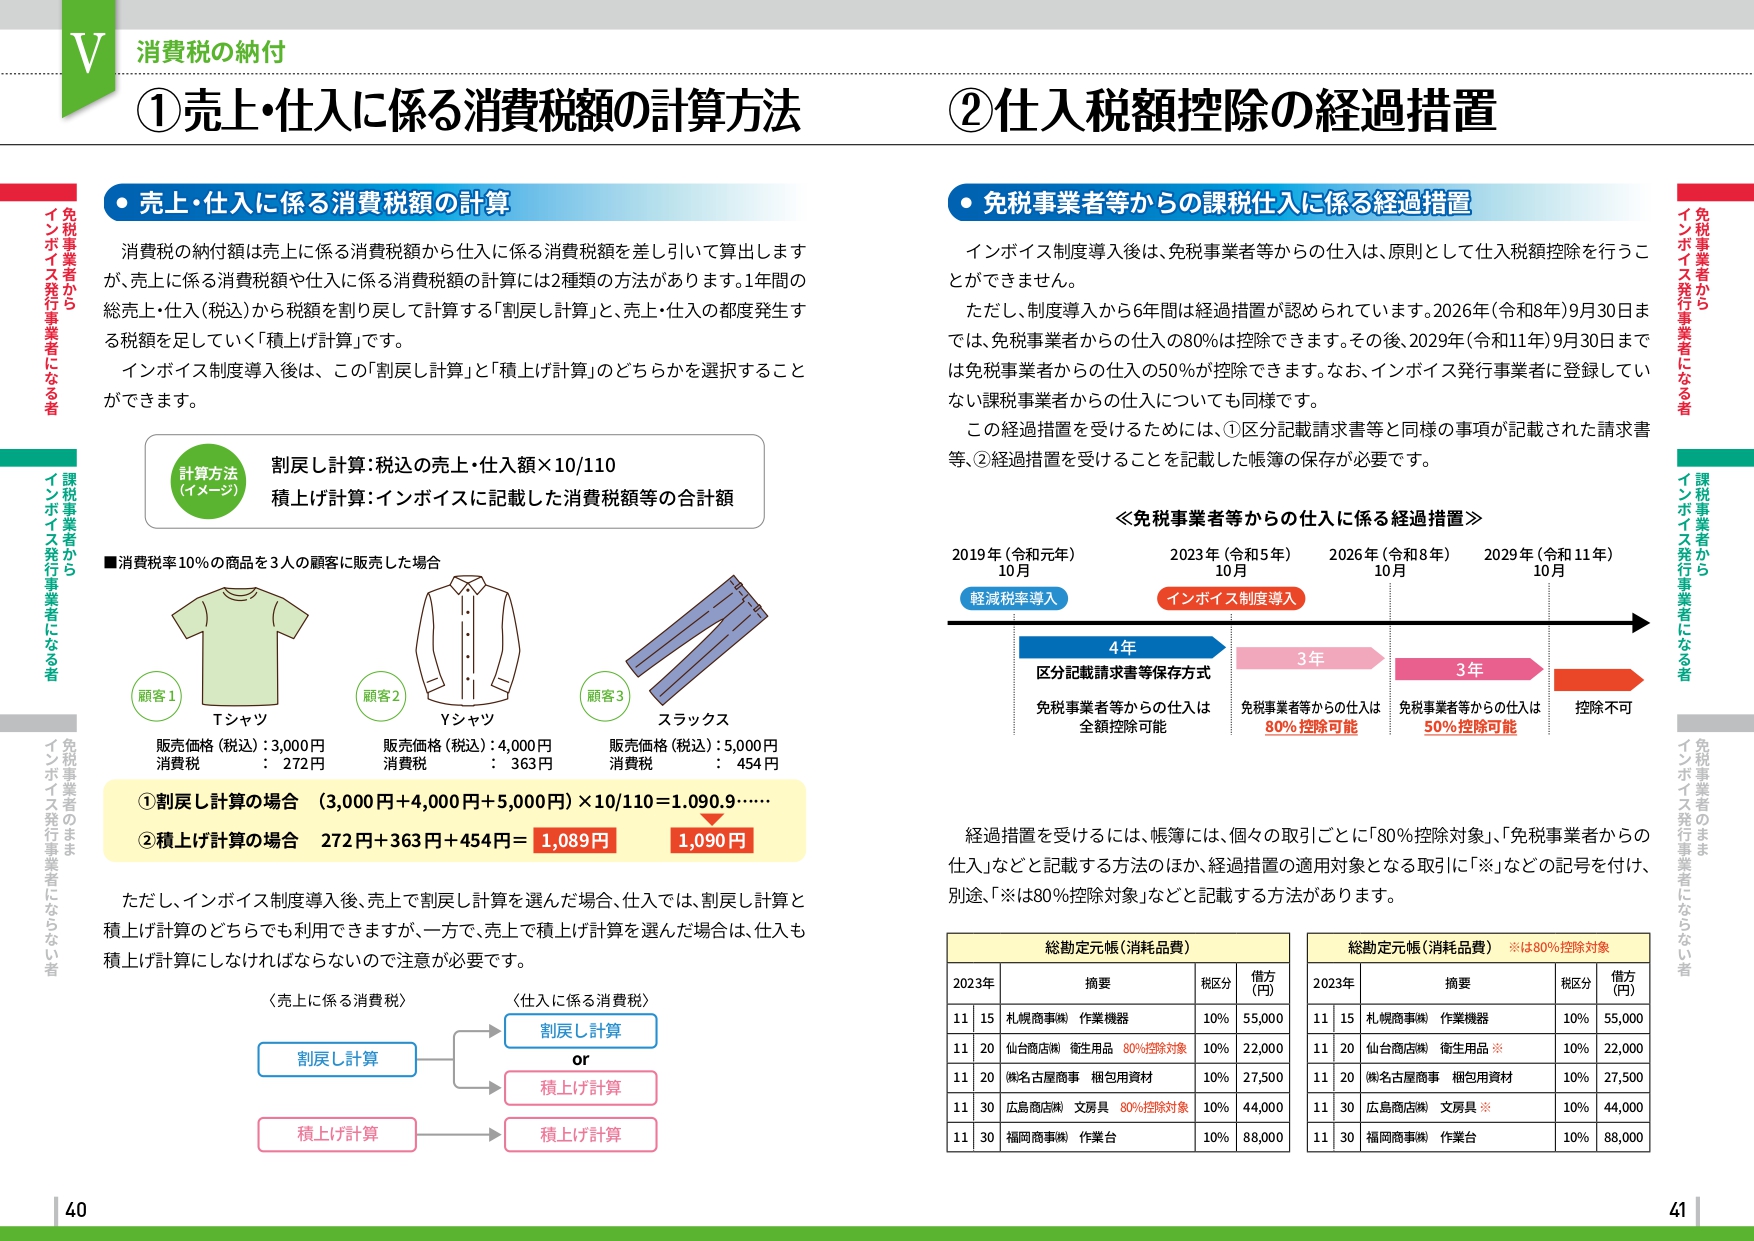 V
消費税の納付
①売上・仕入に係る消費税額の計算方法
● 売上・仕入に係る消費税額の計算
消費税の納付額は売上に係る消費税額から仕入に係る消費税額を差し引いて算出します
が、売上に係る消費税額や仕入に係る消費税額の計算には2種類の方法があります。1年間の
総売上・仕入(税込)から税額を割り戻して計算する「割戻し計算」と、売上・仕入の都度発生す
る税額を足していく「積上げ計算」です。
インボイス制度導入後は、この「割戻し計算」と「積上げ計算」のどちらかを選択すること
ができます。
計算方法
(イメージ)
割戻し計算:税込の売上・仕入額×10/110
積上げ計算:インボイスに記載した消費税額等の合計額
■消費税率10%の商品を3人の顧客に販売した場合
顧客1
Tシャツ
販売価格(税込):3,000円
消費税 : 272円
顧客2
Yシャツ
販売価格(税込):4,000円
消費税 : 363円
顧客3
スラックス
販売価格(税込):5,000円
消費税 : 454円
①割戻し計算の場合 (3,000円+4,000円+5,000円)×10/110=1.090.9……
②積上げ計算の場合 272円+363円+454円= 1,089円 1,090円
ただし、インボイス制度導入後、売上で割戻し計算を選んだ場合、仕入では、割戻し計算と
積上げ計算のどちらでも利用できますが、一方で、売上で積上げ計算を選んだ場合は、仕入も
積上げ計算にしなければならないので注意が必要です。
〈売上に係る消費税〉 〈仕入に係る消費税〉
割戻し計算
割戻し計算
or
積上げ計算
積上げ計算
積上げ計算
40
免税事業者から
インボイス発行事業者になる者
課税事業者から
インボイス発行事業者になる者
免税事業者のまま
インボイス発行事業者にならない者
②仕入税額控除の経過措置
● 免税事業者等からの課税仕入に係る経過措置
インボイス制度導入後は、免税事業者等からの仕入は、原則として仕入税額控除を行うこ
とができません。
ただし、制度導入から6年間は経過措置が認められています。2026年(令和8年)9月30日ま
では、免税事業者からの仕入の80%は控除できます。その後、2029年(令和11年)9月30日まで
は免税事業者からの仕入の50%が控除できます。なお、インボイス発行事業者に登録してい
ない課税事業者からの仕入についても同様です。
この経過措置を受けるためには、①区分記載請求書等と同様の事項が記載された請求書
等、②経過措置を受けることを記載した帳簿の保存が必要です。
≪免税事業者等からの仕入に係る経過措置≫
2019年(令和元年) 2023年(令和5年) 2026年(令和8年) 2029年(令和11年)
10月 10月 10月 10月
軽減税率導入 インボイス制度導入
4年
区分記載請求書等保存方式
免税事業者等からの仕入は
全額控除可能
3年
免税事業者等からの仕入は
80%控除可能
3年
免税事業者等からの仕入は
50%控除可能
控除不可
経過措置を受けるには、帳簿には、個々の取引ごとに「80%控除対象」、「免税事業者からの
仕入」などと記載する方法のほか、経過措置の適用対象となる取引に「※」などの記号を付け、
別途、「※は80%控除対象」などと記載する方法があります。
総勘定元帳(消耗品費)
2023年 摘要 税区分 借方
(円)
11 15 札幌商事㈱ 作業機器 10% 55,000
11 20 仙台商店㈱ 衛生用品 80%控除対象 10% 22,000
11 20 ㈱名古屋商事 梱包用資材 10% 27,500
11 30 広島商店㈱ 文房具 80%控除対象 10% 44,000
11 30 福岡商事㈱ 作業台 10% 88,000
総勘定元帳(消耗品費) ※は80%控除対象
2023年 摘要 税区分 借方
(円)
11 15 札幌商事㈱ 作業機器 10% 55,000
11 20 仙台商店㈱ 衛生用品※ 10% 22,000
11 20 ㈱名古屋商事 梱包用資材 10% 27,500
11 30 広島商店㈱ 文房具※ 10% 44,000
11 30 福岡商事㈱ 作業台 10% 88,000
免税事業者から
インボイス発行事業者になる者
課税事業者から
インボイス発行事業者になる者
免税事業者のまま
インボイス発行事業者にならない者
41